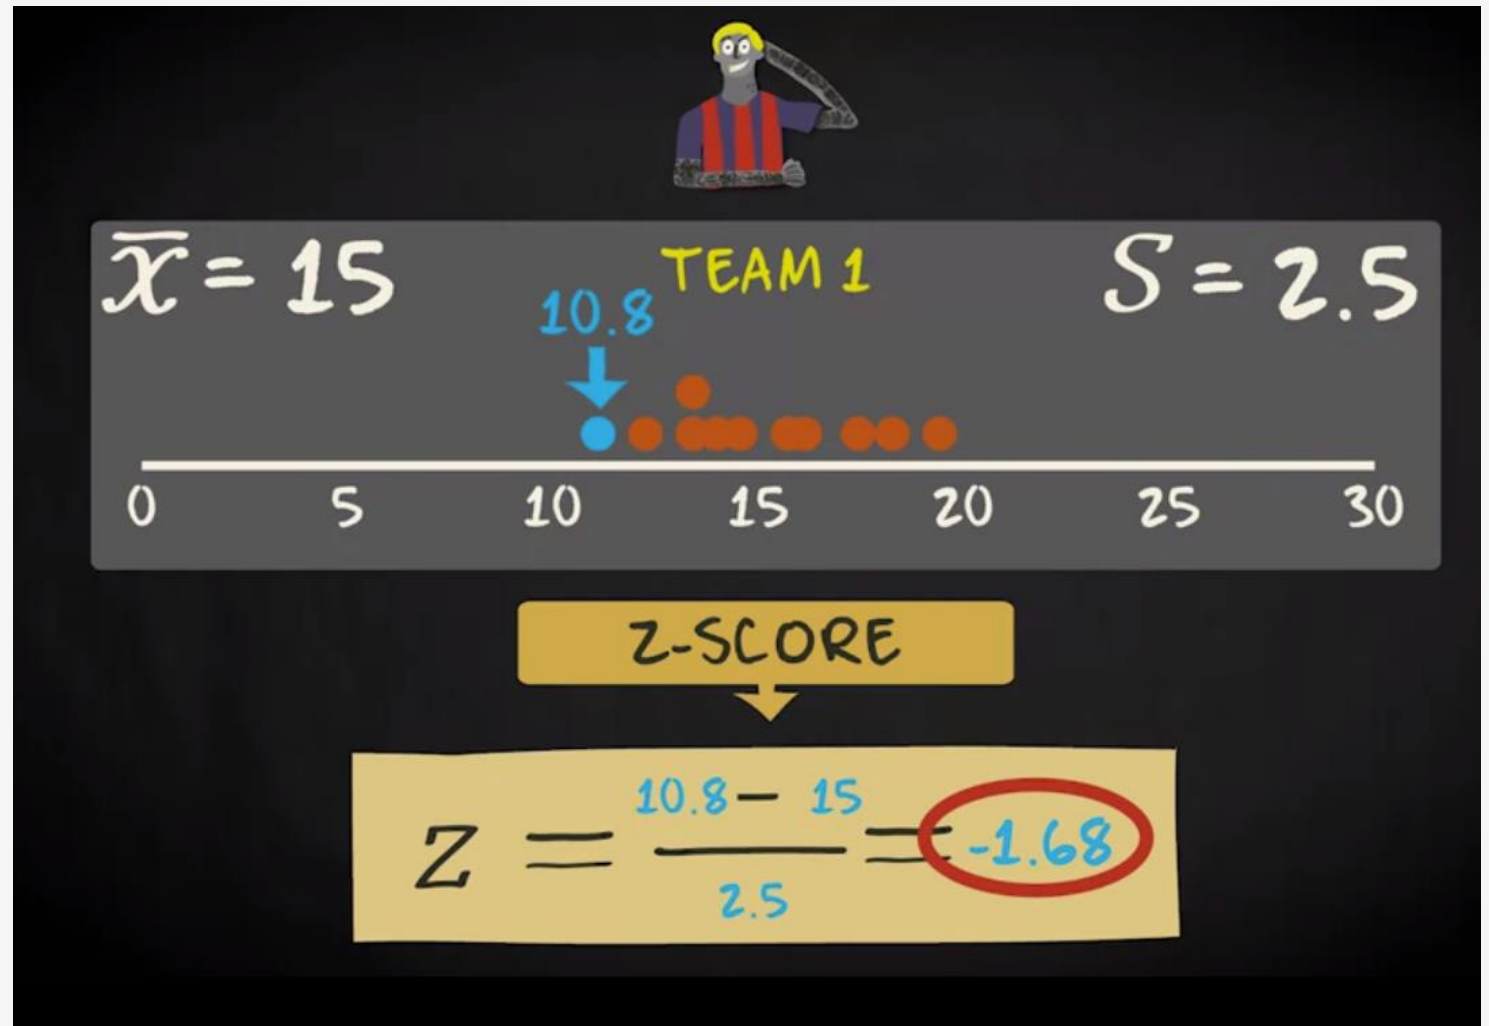 x̄ = 15
TEAM 1
S = 2.5
10.8
0 5 10 15 20 25 30
Z-SCORE
Z = 10.8 − 15 / 2.5 = -1.68